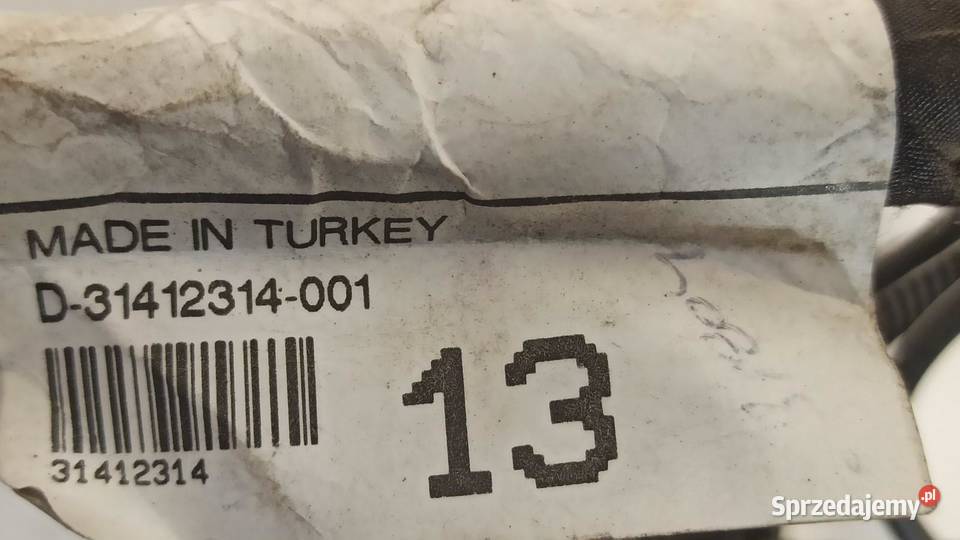 MADE IN TURKEY
D-31412314-001
31412314
13
Sprzedajemy.pl